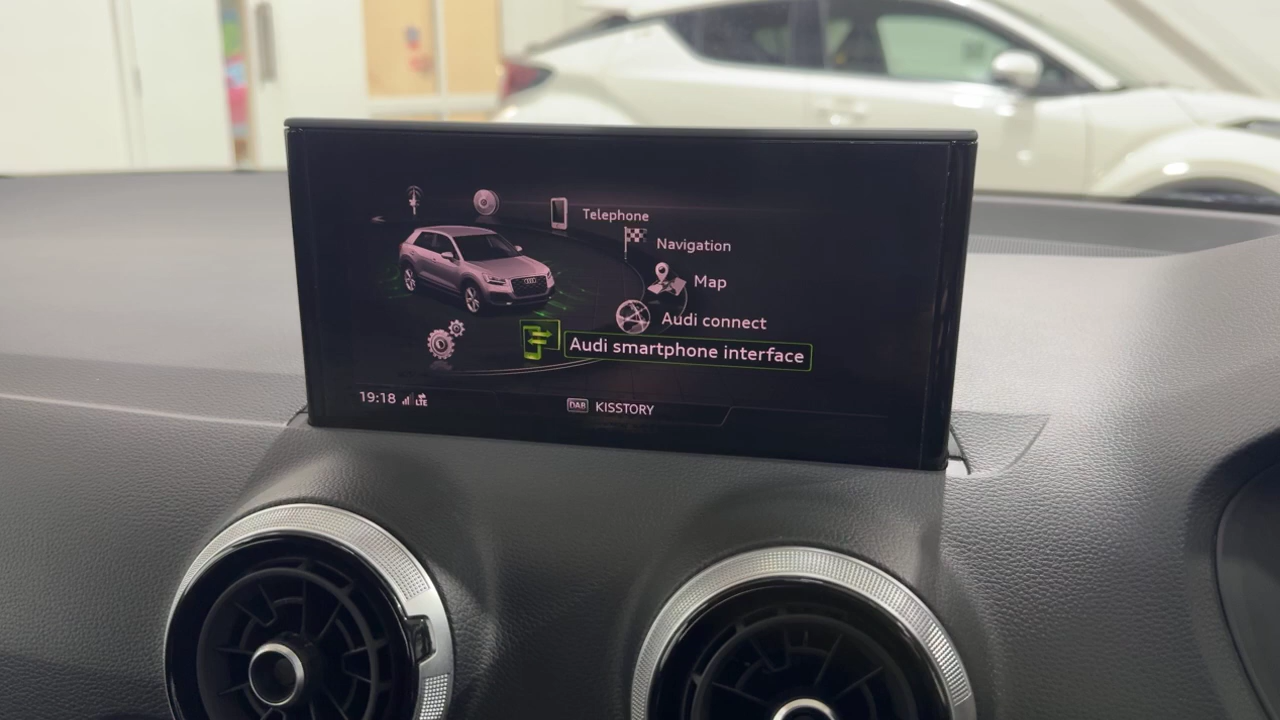 Telephone
Navigation
Map
Audi connect
Audi smartphone interface
19:18 LTE
DAB KISSTORY